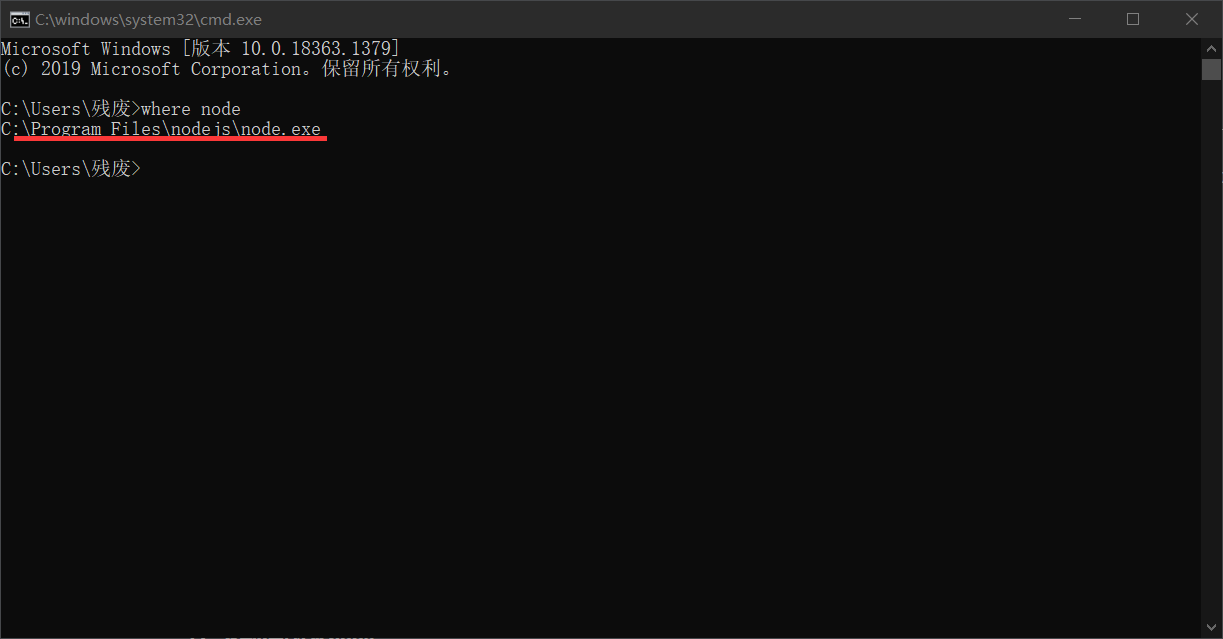 C:\windows\system32\cmd.exe
Microsoft Windows [版本 10.0.18363.1379]
(c) 2019 Microsoft Corporation。保留所有权利。
C:\Users\残废>where node
C:\Program Files\nodejs\node.exe
C:\Users\残废>